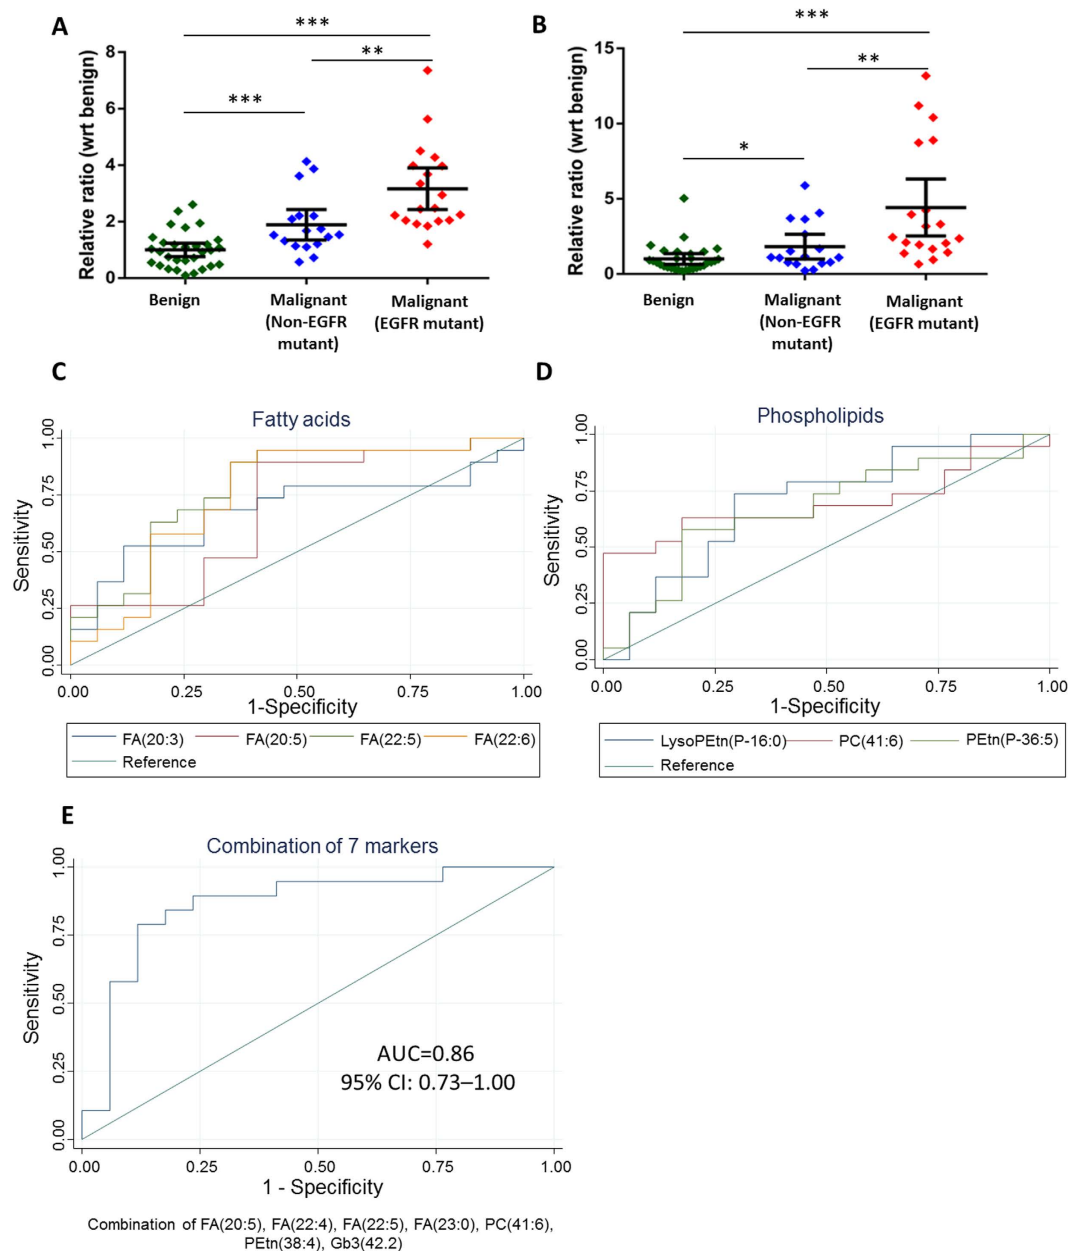 A
Relative ratio (wrt benign)
8
6
4
2
0
***
**
***
Benign
Malignant
(Non-EGFR
mutant)
Malignant
(EGFR mutant)
B
Relative ratio (wrt benign)
15
10
5
0
***
**
*
Benign
Malignant
(Non-EGFR
mutant)
Malignant
(EGFR mutant)
C
Fatty acids
Sensitivity
1.00
0.75
0.50
0.25
0.00
0.00 0.25 0.50 0.75 1.00
1-Specificity
FA(20:3) FA(20:5) FA(22:5) FA(22:6)
Reference
D
Phospholipids
Sensitivity
1.00
0.75
0.50
0.25
0.00
0.00 0.25 0.50 0.75 1.00
1-Specificity
LysoPEtn(P-16:0) PC(41:6) PEtn(P-36:5)
Reference
E
Combination of 7 markers
Sensitivity
1.00
0.75
0.50
0.25
0.00
AUC=0.86
95% CI: 0.73–1.00
0.00 0.25 0.50 0.75 1.00
1 - Specificity
Combination of FA(20:5), FA(22:4), FA(22:5), FA(23:0), PC(41:6),
PEtn(38:4), Gb3(42.2)